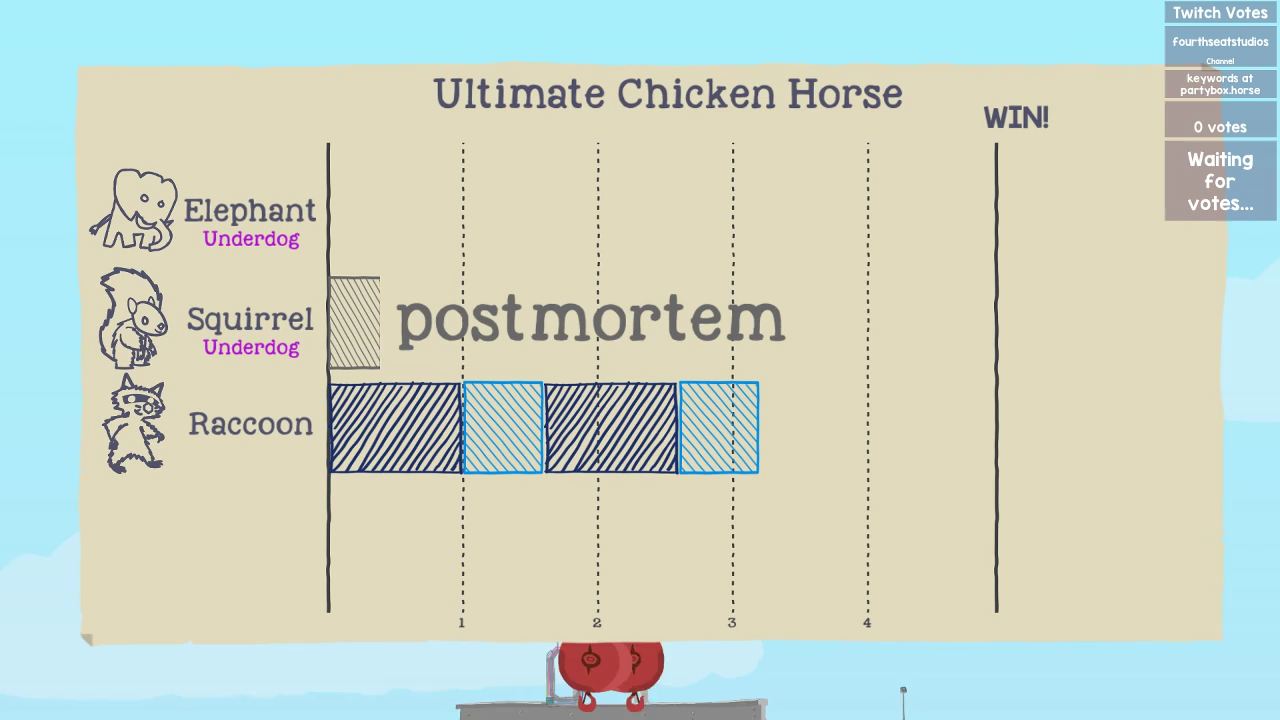 Ultimate Chicken Horse
WIN!
Elephant
Underdog
Squirrel
Underdog
postmortem
Raccoon
1 2 3 4
Twitch Votes
fourthseatstudios
Channel
keywords at
partybox.horse
0 votes
Waiting
for
votes...